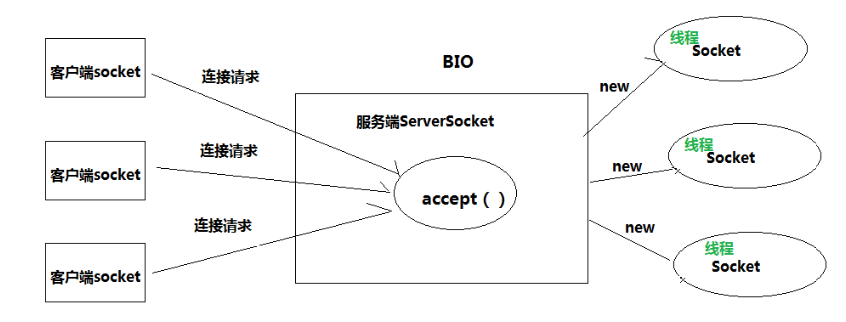 BIO
客户端socket
连接请求
客户端socket
连接请求
客户端socket
连接请求
服务端ServerSocket
accept（ ）
new
线程
Socket
new
线程
Socket
new
线程
Socket